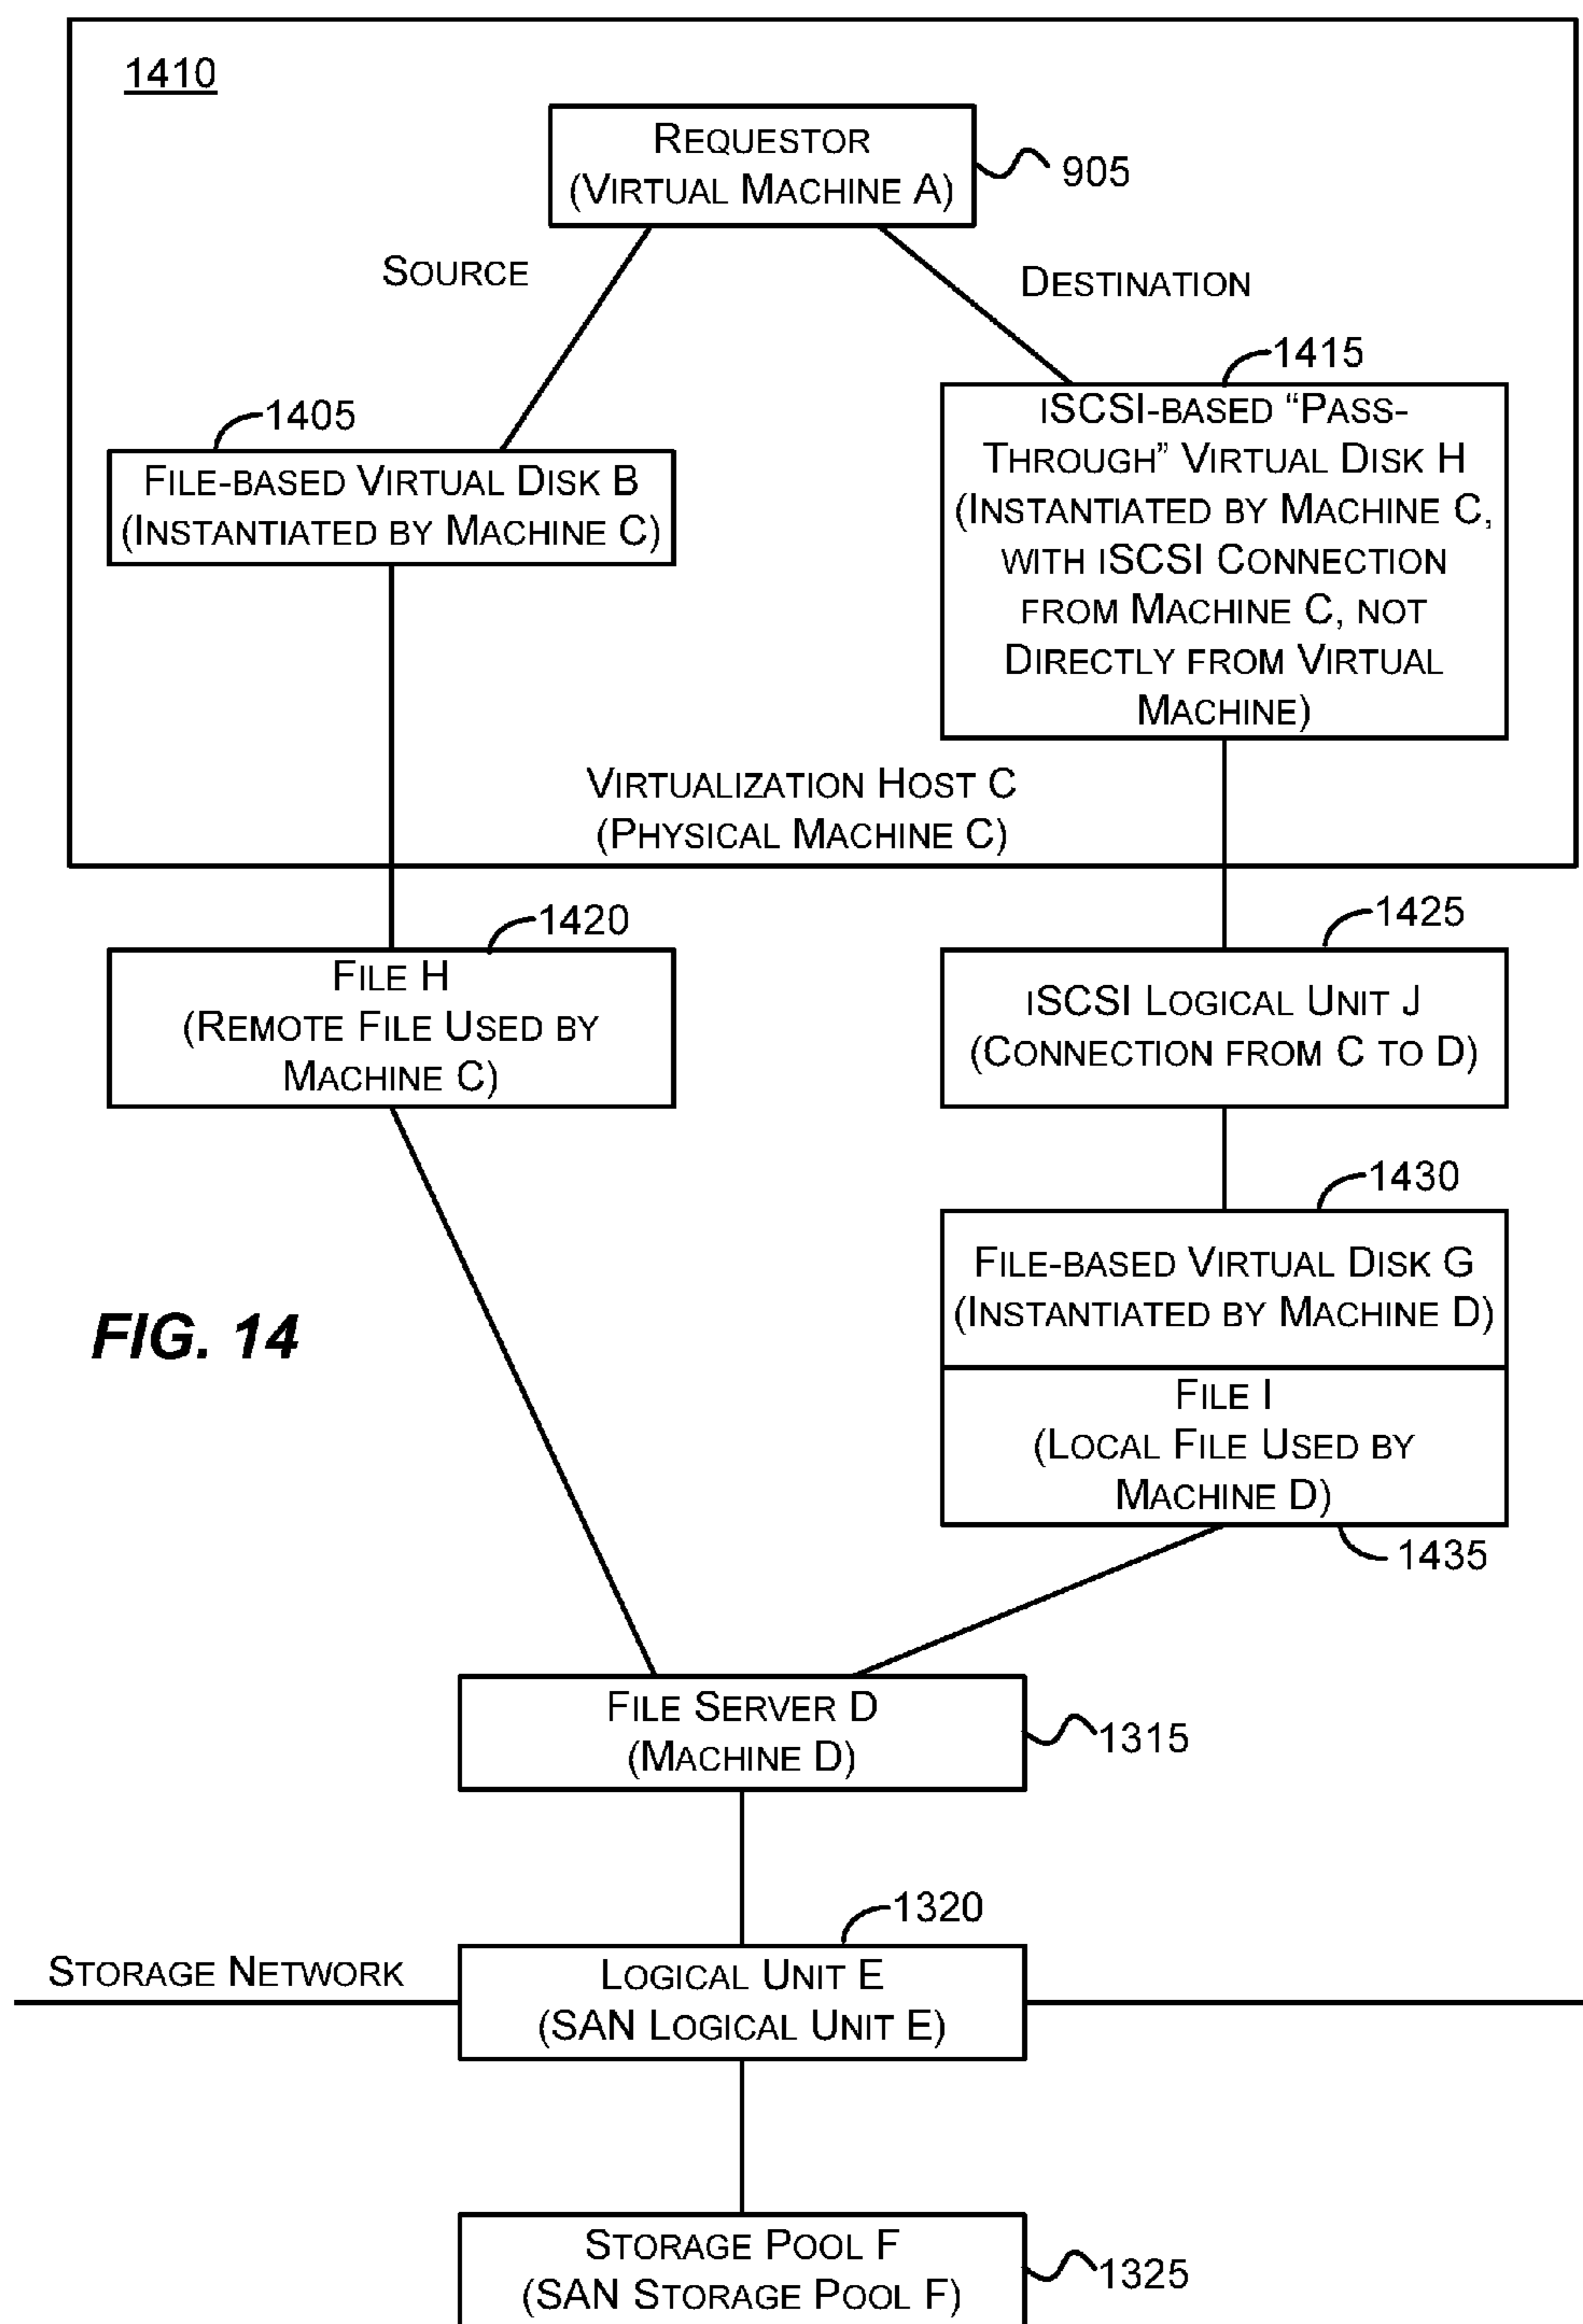 1410
REQUESTOR
(VIRTUAL MACHINE A)
905
SOURCE
DESTINATION
1405
FILE-BASED VIRTUAL DISK B
(INSTANTIATED BY MACHINE C)
1415
ISCSI-BASED “PASS-
THROUGH” VIRTUAL DISK H
(INSTANTIATED BY MACHINE C,
WITH ISCSI CONNECTION
FROM MACHINE C, NOT
DIRECTLY FROM VIRTUAL
MACHINE)
VIRTUALIZATION HOST C
(PHYSICAL MACHINE C)
1420
FILE H
(REMOTE FILE USED BY
MACHINE C)
1425
ISCSI LOGICAL UNIT J
(CONNECTION FROM C TO D)
1430
FILE-BASED VIRTUAL DISK G
(INSTANTIATED BY MACHINE D)
FILE I
(LOCAL FILE USED BY
MACHINE D)
1435
FIG. 14
FILE SERVER D
(MACHINE D)
1315
STORAGE NETWORK
1320
LOGICAL UNIT E
(SAN LOGICAL UNIT E)
STORAGE POOL F
(SAN STORAGE POOL F)
1325